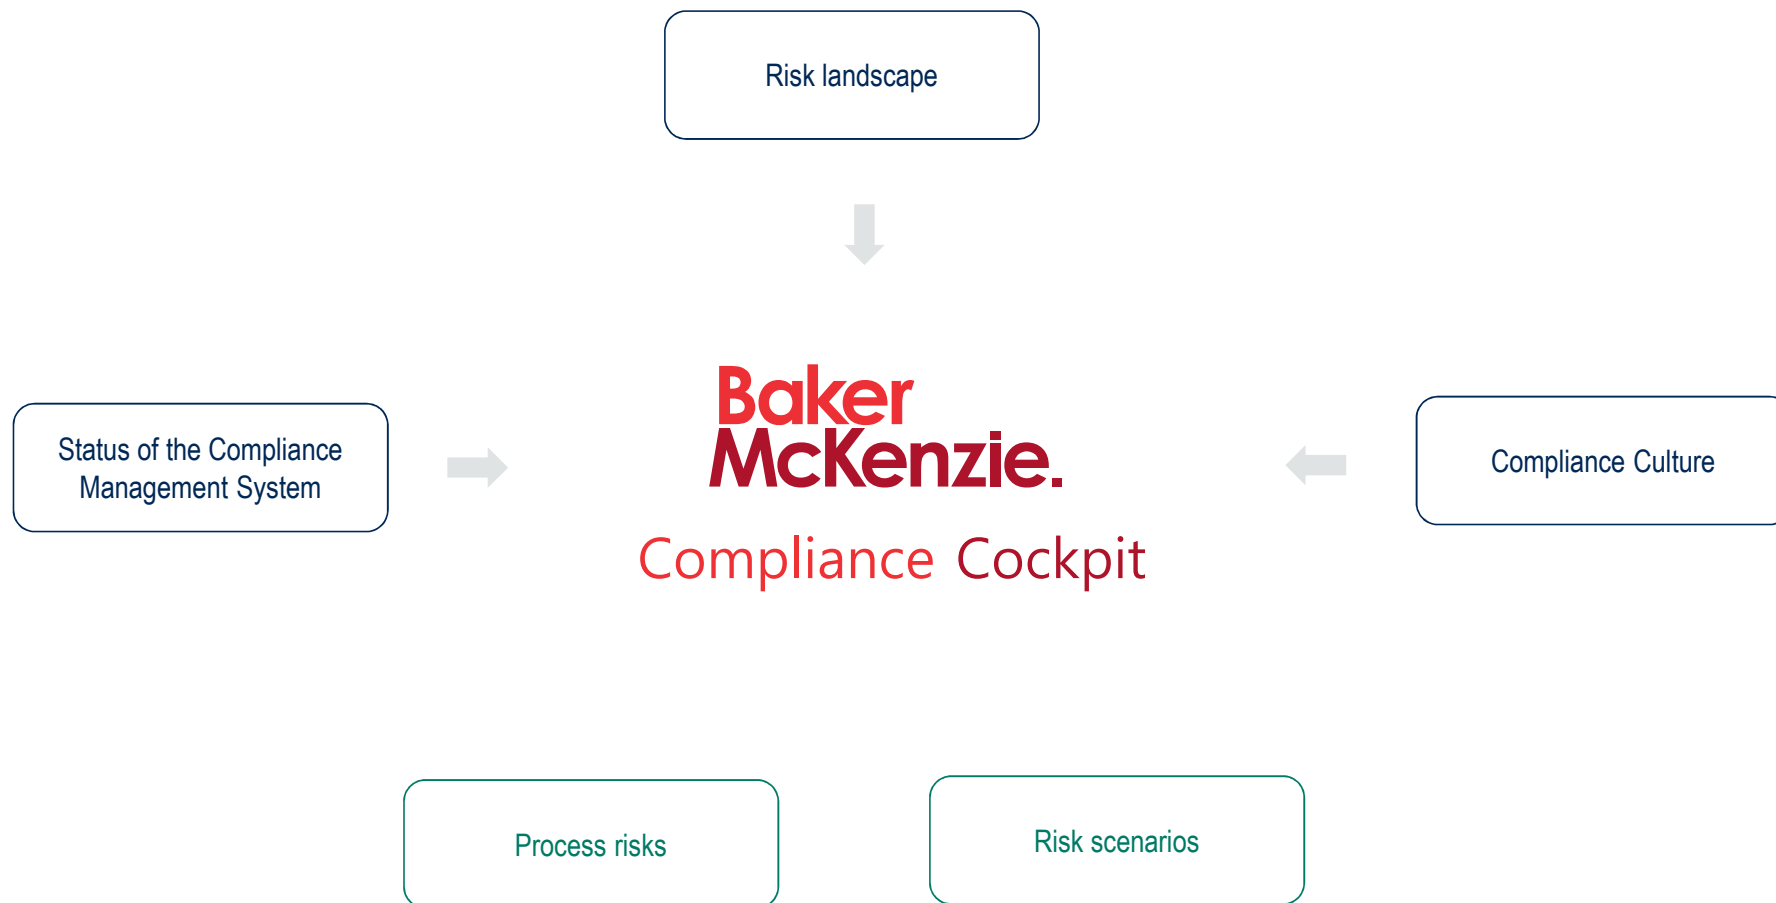 Risk landscape
Baker
McKenzie.
Status of the Compliance
Management System
Compliance Culture
Compliance Cockpit
Process risks
Risk scenarios